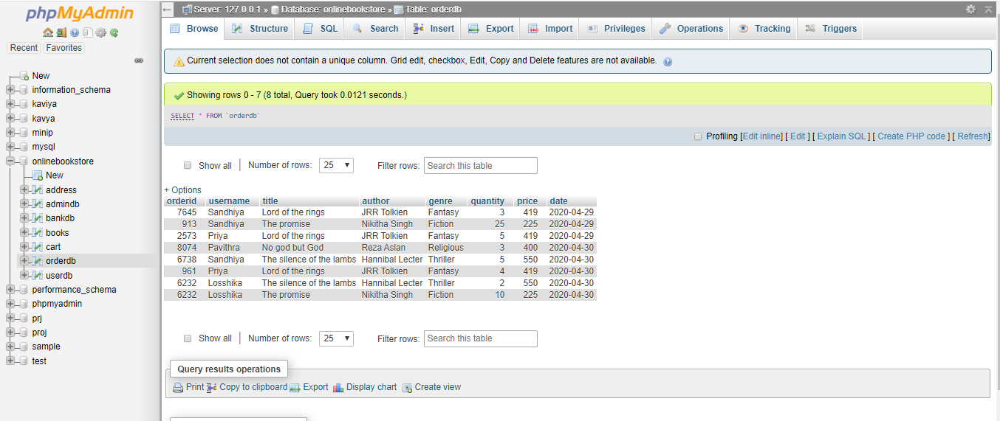 phpMyAdmin
Recent Favorites
New
information_schema
kaviya
kavya
minip
mysql
onlinebookstore
New
address
admindb
bankdb
books
cart
orderdb
userdb
performance_schema
phpmyadmin
prj
proj
sample
test
Server: 127.0.0.1 » Database: onlinebookstore » Table: orderdb
Browse Structure SQL Search Insert Export Import Privileges Operations Tracking Triggers
Current selection does not contain a unique column. Grid edit, checkbox, Edit, Copy and Delete features are not available.
Showing rows 0 - 7 (8 total, Query took 0.0121 seconds.)
SELECT * FROM `orderdb`
Profiling [Edit inline] [ Edit ] [ Explain SQL ] [ Create PHP code ] [ Refresh]
Show all Number of rows: 25 Filter rows: Search this table
+ Options
orderid username title author genre quantity price date
7645 Sandhiya Lord of the rings JRR Tolkien Fantasy 3 419 2020-04-29
913 Sandhiya The promise Nikitha Singh Fiction 25 225 2020-04-29
2573 Priya Lord of the rings JRR Tolkien Fantasy 5 419 2020-04-29
8074 Pavithra No god but God Reza Aslan Religious 3 400 2020-04-30
6738 Sandhiya The silence of the lambs Hannibal Lecter Thriller 5 550 2020-04-30
961 Priya Lord of the rings JRR Tolkien Fantasy 4 419 2020-04-30
6232 Losshika The silence of the lambs Hannibal Lecter Thriller 2 550 2020-04-30
6232 Losshika The promise Nikitha Singh Fiction 10 225 2020-04-30
Show all Number of rows: 25 Filter rows: Search this table
Query results operations
Print Copy to clipboard Export Display chart Create view